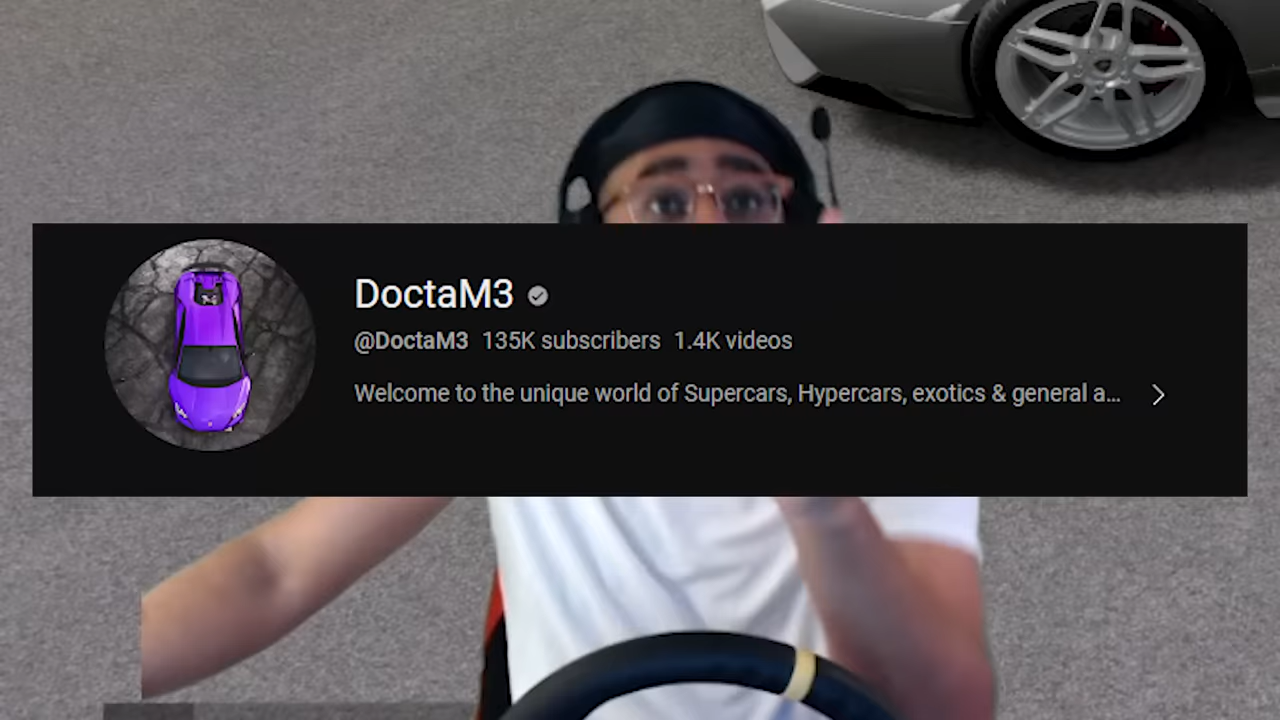 DoctaM3
@DoctaM3 135K subscribers 1.4K videos
Welcome to the unique world of Supercars, Hypercars, exotics & general a...